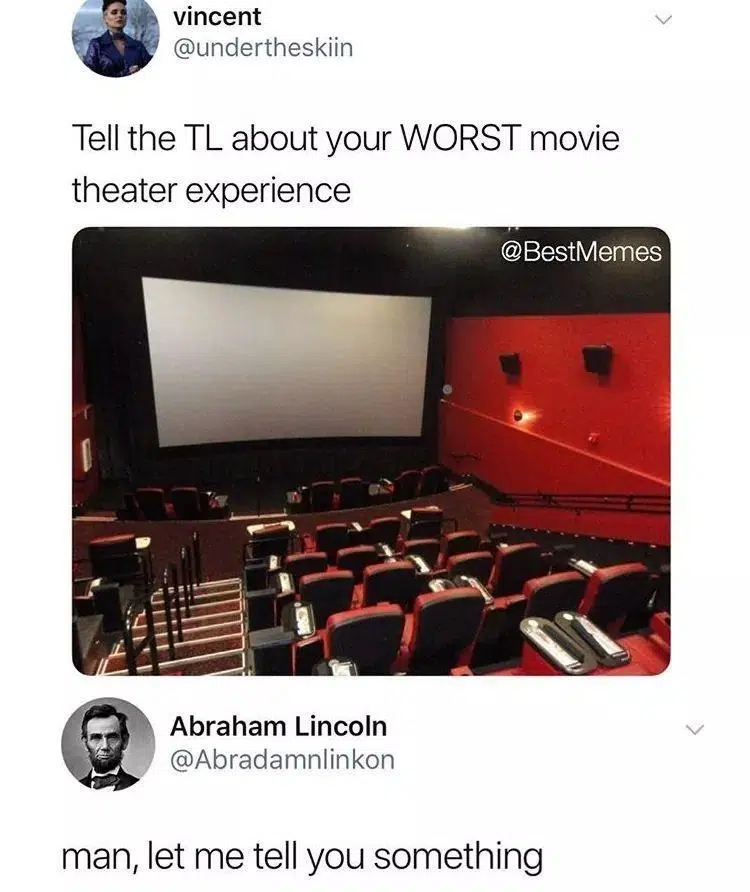 vincent
@undertheskiin
Tell the TL about your WORST movie
theater experience
@BestMemes
Abraham Lincoln
@Abradamnlinkon
man, let me tell you something